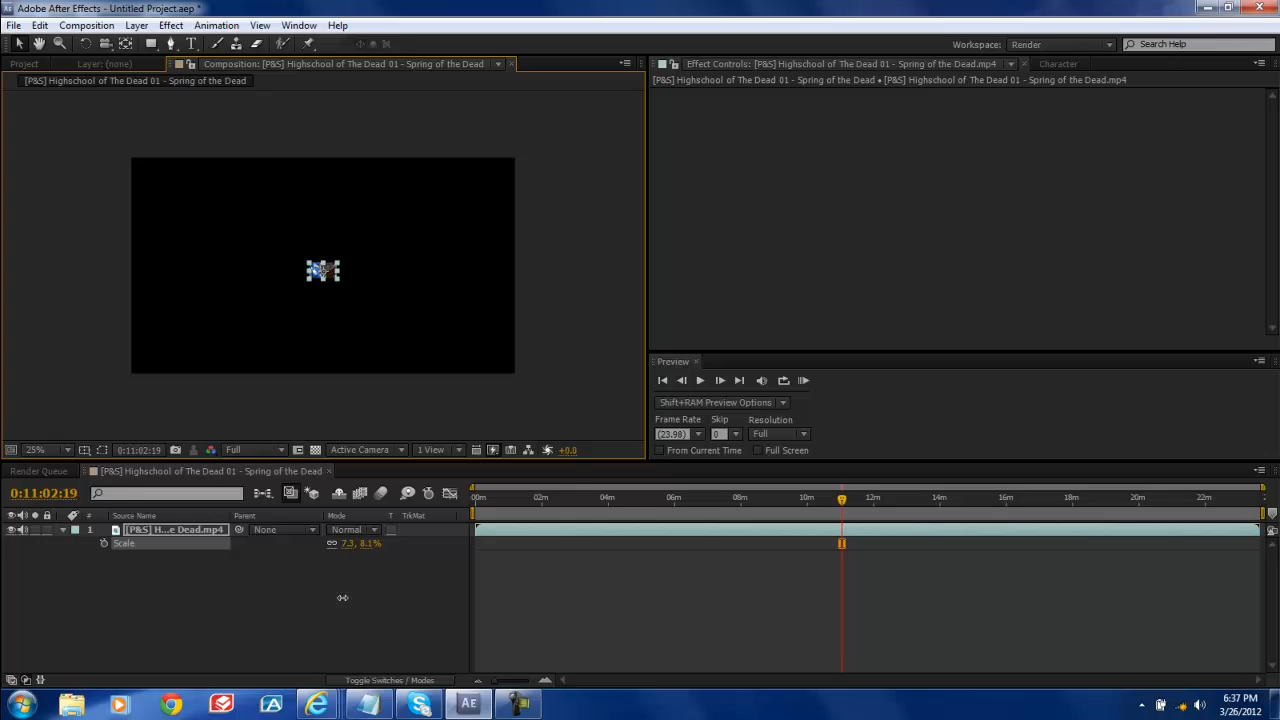 Adobe After Effects - Untitled Project.aep *
File Edit Composition Layer Effect Animation View Window Help
Workspace: Render Search Help
Project Layer: (none) Composition: [P&S] Highschool of The Dead 01 - Spring of the Dead
Effect Controls: [P&S] Highschool of The Dead 01 - Spring of the Dead.mp4 Character
[P&S] Highschool of The Dead 01 - Spring of the Dead
[P&S] Highschool of The Dead 01 - Spring of the Dead • [P&S] Highschool of The Dead 01 - Spring of the Dead.mp4
Preview
Shift+RAM Preview Options
Frame Rate Skip Resolution
(23.98) 0 Full
From Current Time Full Screen
25% 0:11:02:19 Full Active Camera 1 View +0.0
Render Queue [P&S] Highschool of The Dead 01 - Spring of the Dead
0:11:02:19
:00m 02m 04m 06m 08m 10m 12m 14m 16m 18m 20m 22m
# Source Name Parent Mode T TrkMat
1 [P&S] H...e Dead.mp4 None Normal
Scale 7.3, 8.1%
Toggle Switches / Modes
6:37 PM
3/26/2012